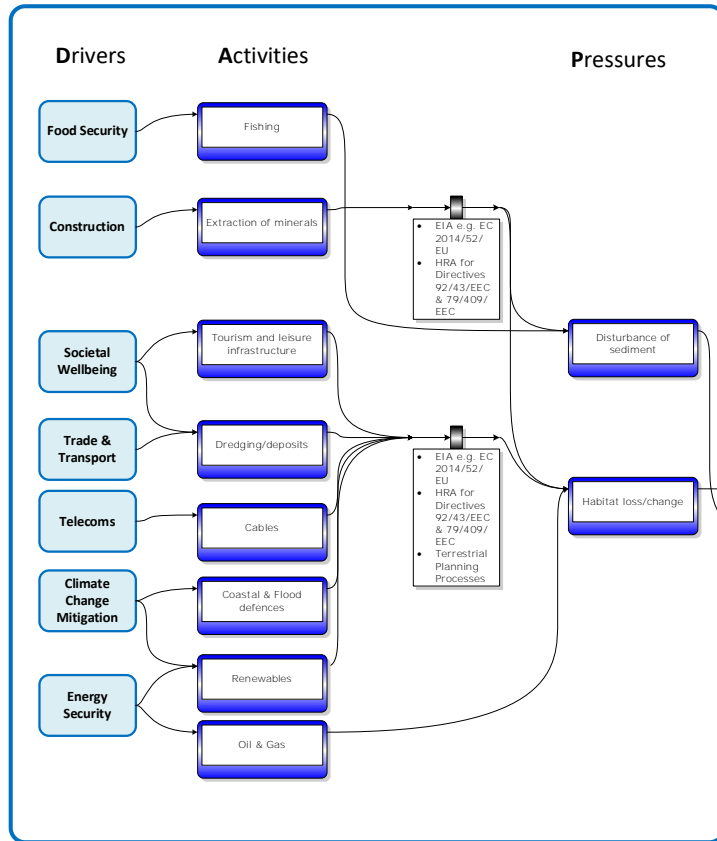 Drivers
Activities
Pressures
Food Security
Fishing
Construction
Extraction of minerals
• EIA e.g. EC
2014/52/
EU
• HRA for
Directives
92/43/EEC
& 79/409/
EEC
Societal
Wellbeing
Tourism and leisure
infrastructure
Disturbance of
sediment
Trade &
Transport
Dredging/deposits
• EIA e.g. EC
2014/52/
EU
• HRA for
Directives
92/43/EEC
& 79/409/
EEC
• Terrestrial
Planning
Processes
Habitat loss/change
Telecoms
Cables
Climate
Change
Mitigation
Coastal & Flood
defences
Renewables
Energy
Security
Oil & Gas